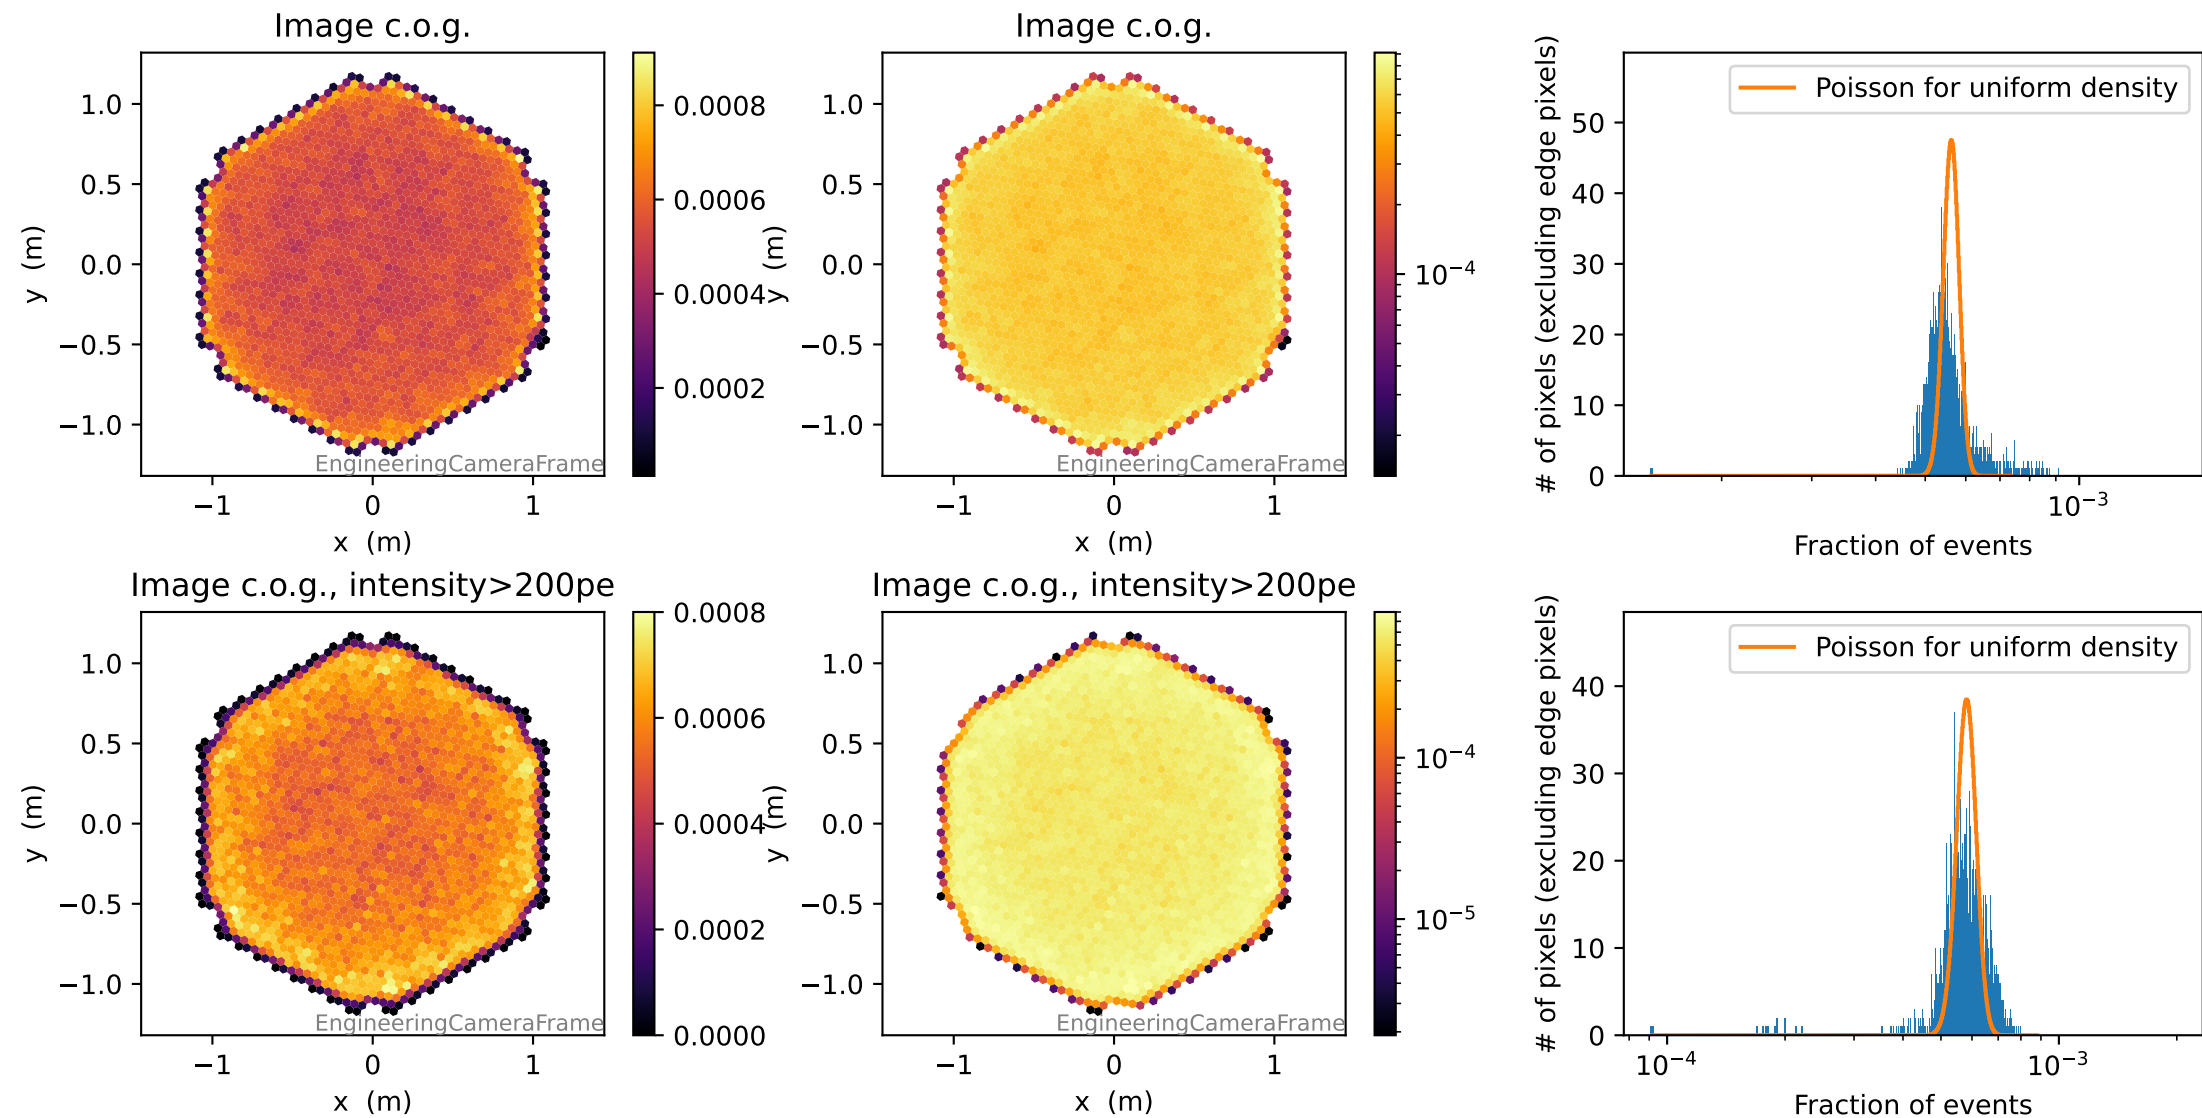 Image c.o.g.
1.0
0.5
0.0
−0.5
−1.0
y (m)
−1
0
1
x (m)
EngineeringCameraFrame
0.0008
0.0006
0.0004
0.0002
Image c.o.g.
1.0
0.5
0.0
−0.5
−1.0
y (m)
−1
0
1
x (m)
EngineeringCameraFrame
10⁻⁴
# of pixels (excluding edge pixels)
50
40
30
20
10
0
Poisson for uniform density
10⁻³
Fraction of events
Image c.o.g., intensity>200pe
1.0
0.5
0.0
−0.5
−1.0
y (m)
−1
0
1
x (m)
EngineeringCameraFrame
0.0008
0.0006
0.0004
0.0002
0.0000
Image c.o.g., intensity>200pe
1.0
0.5
0.0
−0.5
−1.0
y (m)
−1
0
1
x (m)
EngineeringCameraFrame
10⁻⁴
10⁻⁵
# of pixels (excluding edge pixels)
40
30
20
10
0
Poisson for uniform density
10⁻⁴
10⁻³
Fraction of events